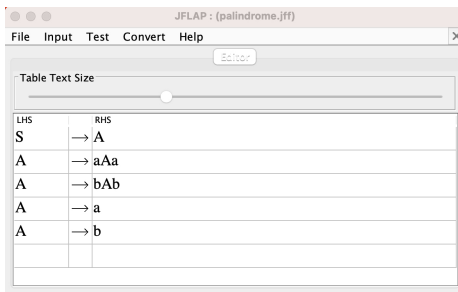 JFLAP : (palindrome.jff)
File Input Test Convert Help
Editor
Table Text Size
LHS RHS
S → A
A → aAa
A → bAb
A → a
A → b